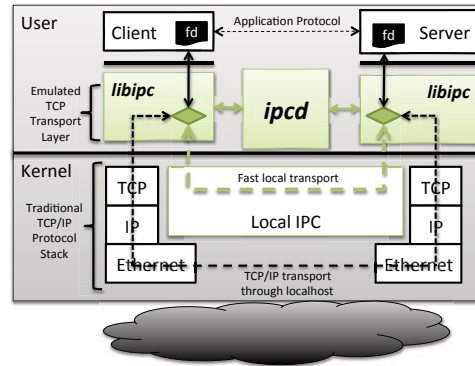 User
Client
fd
Application Protocol
fd
Server
Emulated
TCP
Transport
Layer
libipc
ipcd
libipc
Kernel
Traditional
TCP/IP
Protocol
Stack
TCP
IP
Ethernet
Fast local transport
Local IPC
TCP
IP
Ethernet
TCP/IP transport
through localhost